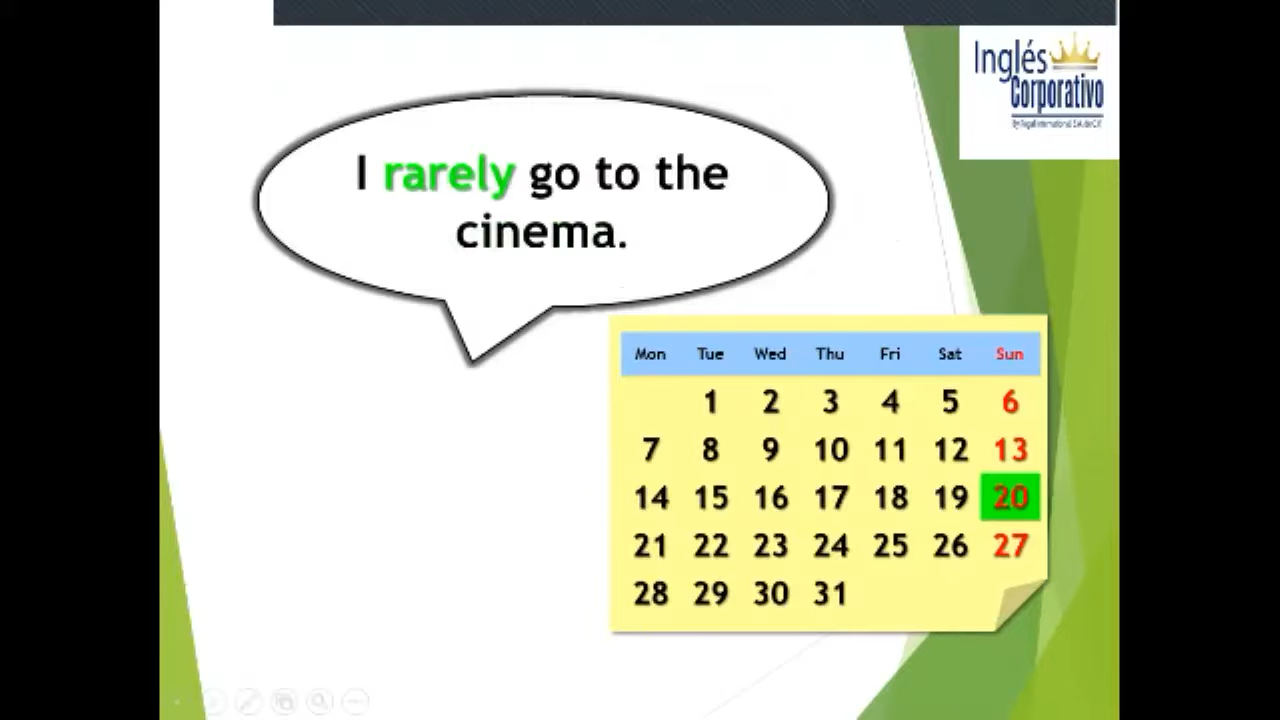 Inglés
Corporativo
I rarely go to the
cinema.
Mon Tue Wed Thu Fri Sat Sun
1 2 3 4 5 6
7 8 9 10 11 12 13
14 15 16 17 18 19 20
21 22 23 24 25 26 27
28 29 30 31